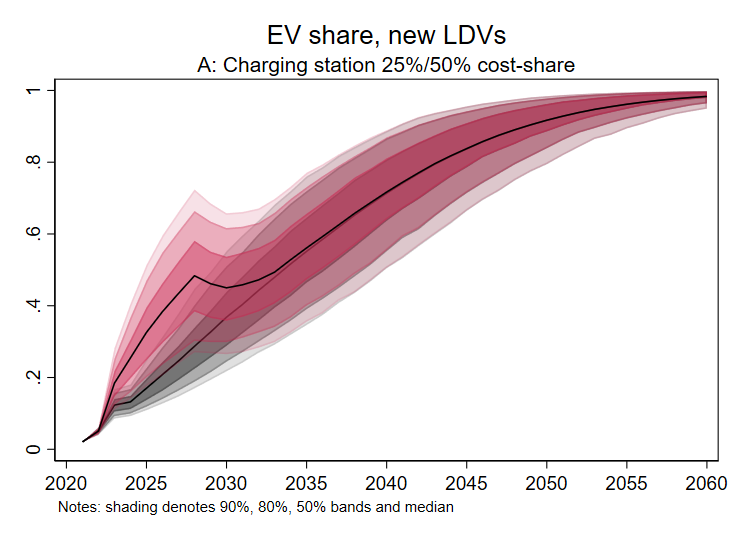 EV share, new LDVs
A: Charging station 25%/50% cost-share
1
.8
.6
.4
.2
0
2020 2025 2030 2035 2040 2045 2050 2055 2060
Notes: shading denotes 90%, 80%, 50% bands and median